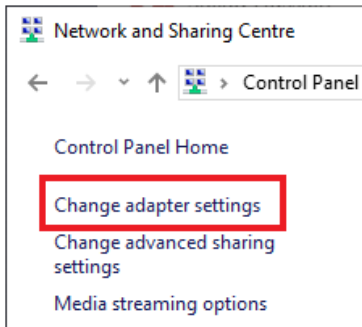 Network and Sharing Centre
Control Panel
Control Panel Home
Change adapter settings
Change advanced sharing
settings
Media streaming options